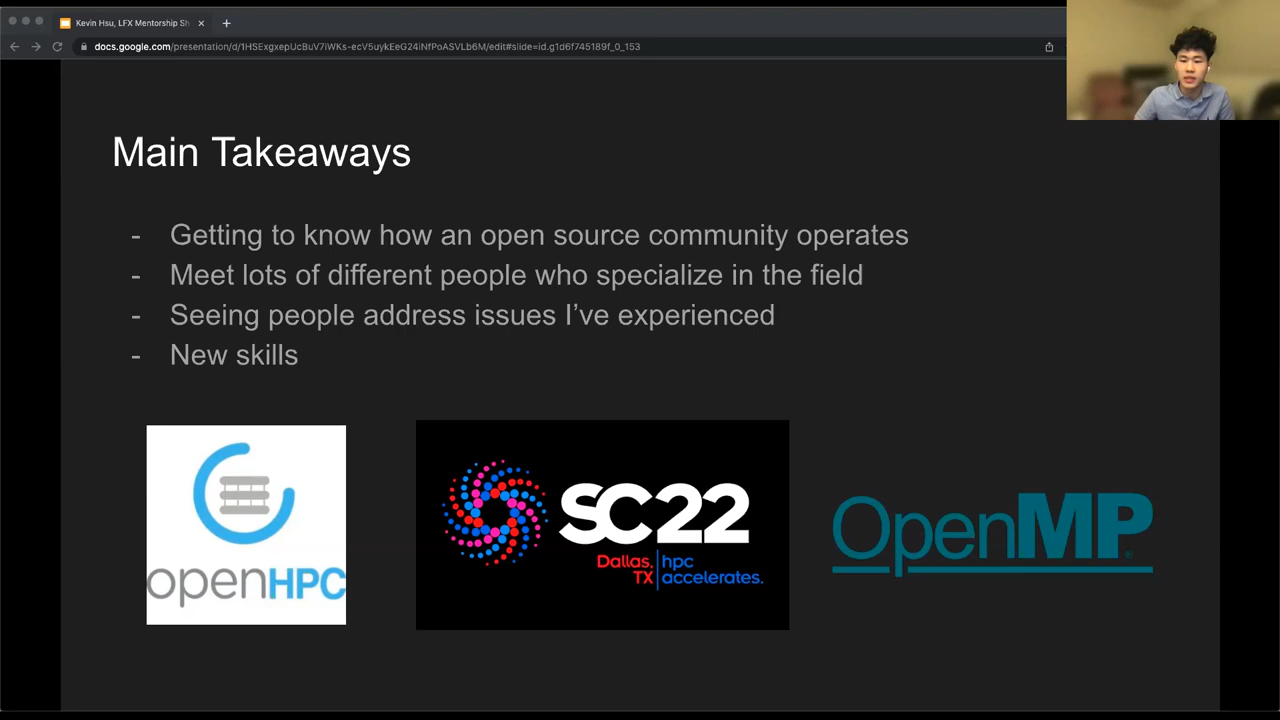 Kevin Hsu, LFX Mentorship Sh
docs.google.com/presentation/d/1HSExgxepUcBuV7iWKs-ecV5uykEeG24iNfPoASVLb6M/edit#slide=id.g1d6f745189f_0_153
Main Takeaways
- Getting to know how an open source community operates
- Meet lots of different people who specialize in the field
- Seeing people address issues I’ve experienced
- New skills
openHPC
SC22
Dallas, TX
hpc accelerates.
OpenMP®